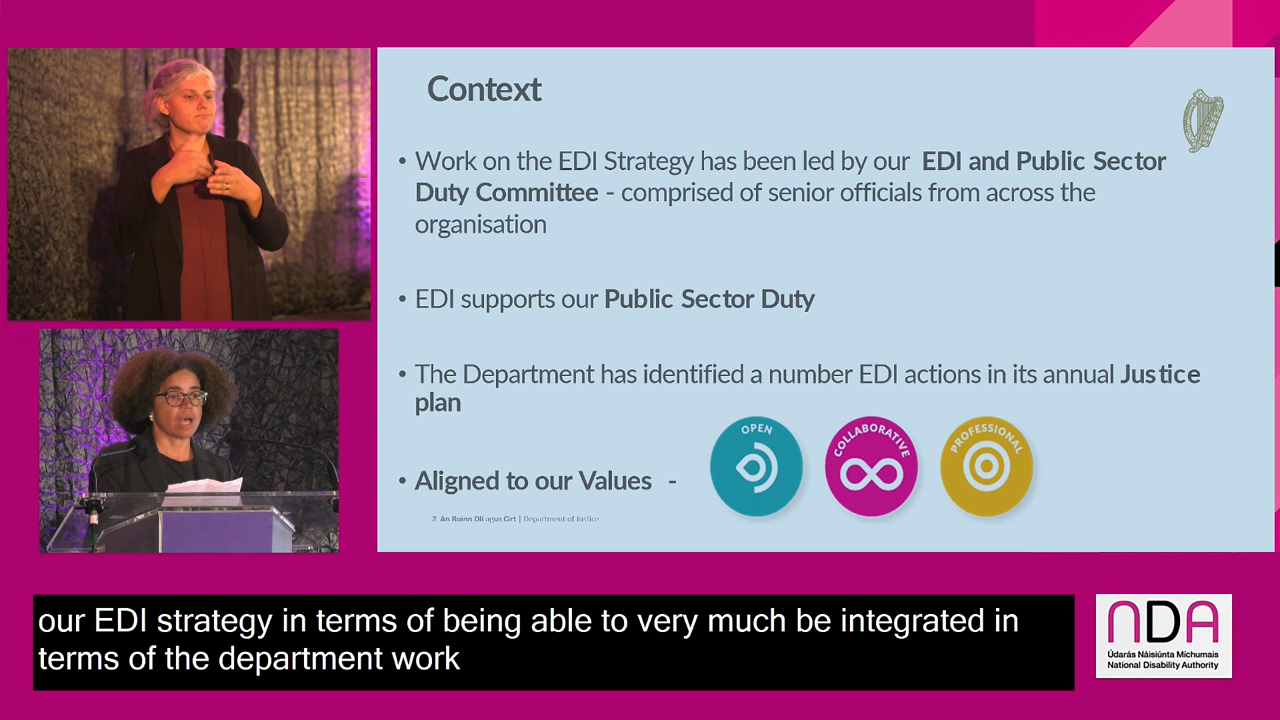 Context
• Work on the EDI Strategy has been led by our EDI and Public Sector
Duty Committee - comprised of senior officials from across the
organisation
• EDI supports our Public Sector Duty
• The Department has identified a number EDI actions in its annual Justice
plan
OPEN
COLLABORATIVE
PROFESSIONAL
• Aligned to our Values -
2 An Roinn Dlí agus Cirt | Department of Justice
our EDI strategy in terms of being able to very much be integrated in
terms of the department work
NDA
Údarás Náisiúnta Míchumais
National Disability Authority